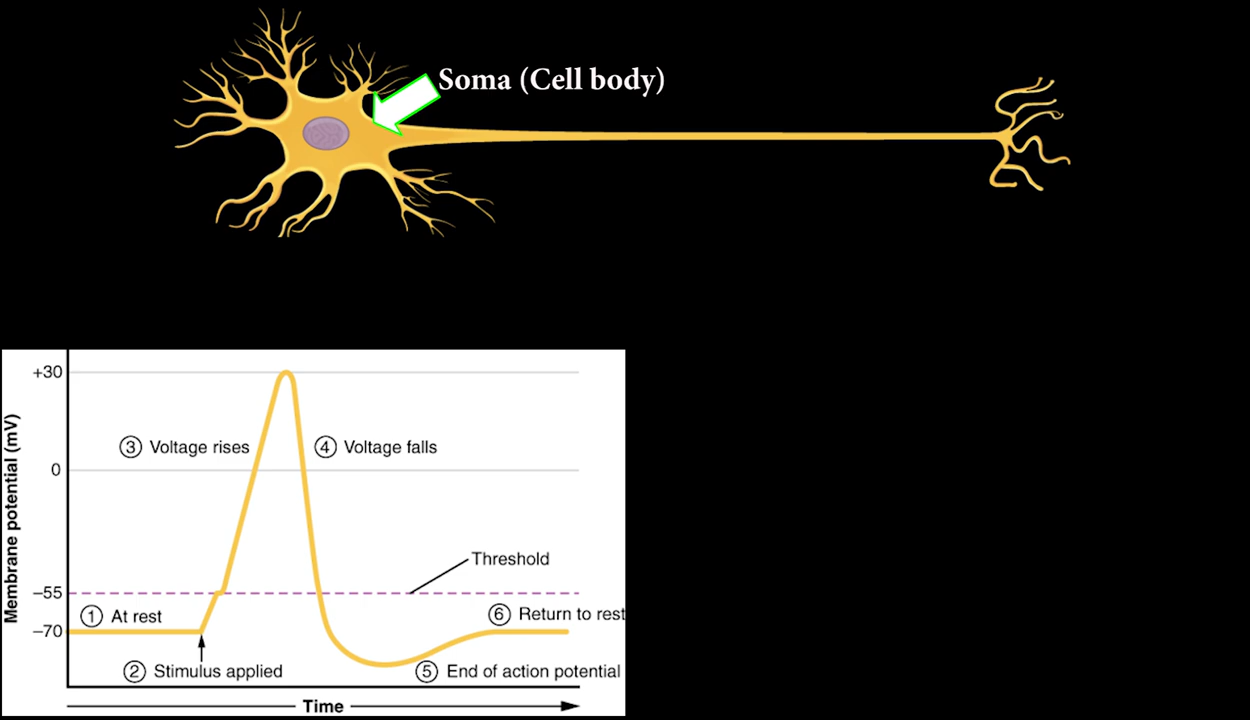 Soma (Cell body)
+30
③ Voltage rises
④ Voltage falls
0
Membrane potential (mV)
Threshold
–55
① At rest
⑥ Return to rest
–70
② Stimulus applied
⑤ End of action potential
Time